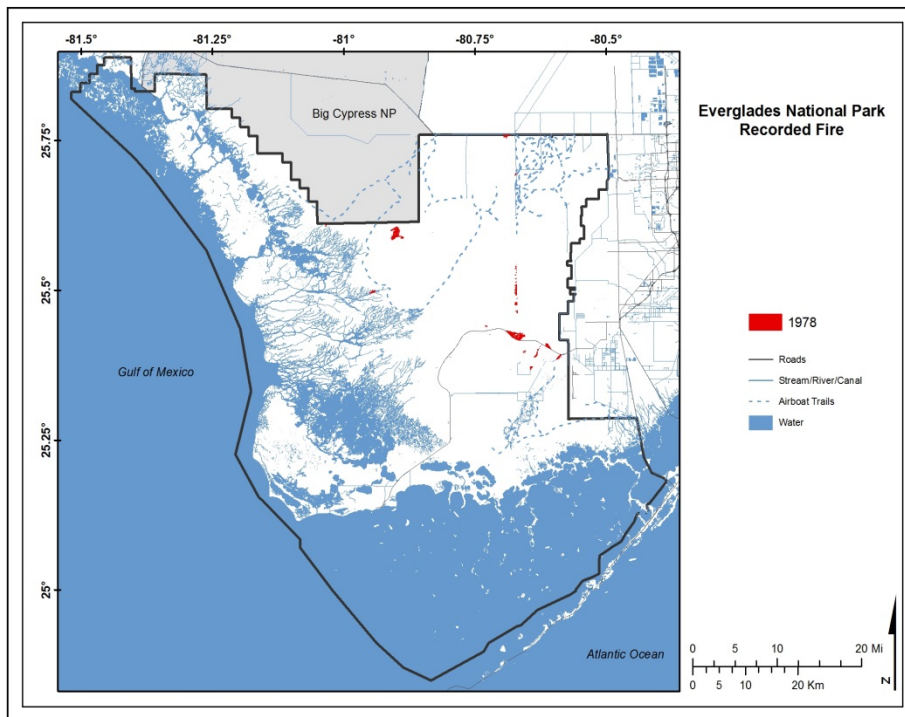 -81.5 -81.25 -81° -80.75 -80.5
Everglades National Park
Recorded Fire
Big Cypress NP
25.75°
25.5°
1978
Roads
Gulf of Mexico
Stream/River/Canal
Airboat Trails
25.25°
Water
25°
Atlantic Ocean
0 5 10 20 Mi
0 5 10 20 Km
N